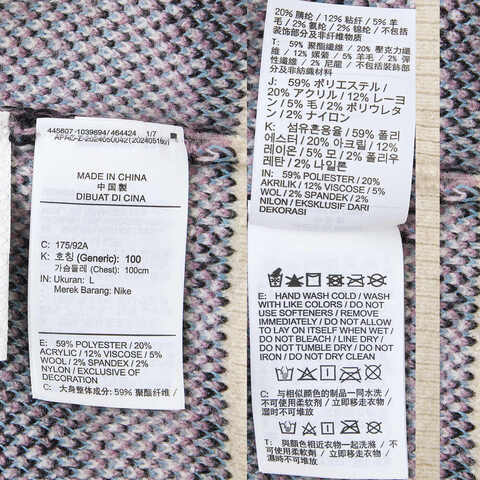 445807-1039694/464424 1/7
APAC-Z-2024050042(20240516v)
MADE IN CHINA
中国製
DIBUAT DI CINA
C: 175/92A
K: 호칭 (Generic): 100
가슴둘레 (Chest): 100cm
IN: Ukuran: L
Merek Barang: Nike
E: 59% POLYESTER / 20%
ACRYLIC / 12% VISCOSE / 5%
WOOL / 2% SPANDEX / 2%
NYLON / EXCLUSIVE OF
DECORATION
C: 大身整体成分: 59% 聚酯纤维 /
20% 腈纶 / 12% 粘纤 / 5% 羊
毛 / 2% 氨纶 / 2% 锦纶 / 不包括
装饰部分及非纤维物质
T: 59% 聚酯纖維 / 20% 壓克力纖
維 / 12% 嫘縈 / 5% 羊毛 / 2% 彈
性纖維 / 2% 尼龍 / 不包括裝飾部分
及非紡織材料
J: 59% ポリエステル /
20% アクリル / 12% レーヨ
ン / 5% 毛 / 2% ポリウレタ
ン / 2% ナイロン
K: 섬유혼용율 / 59% 폴리
에스터 / 20% 아크릴 / 12%
레이온 / 5% 모 / 2% 폴리우
레탄 / 2% 나일론
IN: 59% POLYESTER / 20%
AKRILIK / 12% VISCOSE / 5%
WOOL / 2% SPANDEX / 2%
NILON / EKSKLUSIF DARI
DEKORASI
E: HAND WASH COLD / WASH
WITH LIKE COLORS / DO NOT
USE SOFTENERS / REMOVE
IMMEDIATELY / DO NOT ALLOW
TO LAY ON ITSELF WHEN WET /
DO NOT BLEACH / LINE DRY /
DO NOT TUMBLE DRY / DO NOT
IRON / DO NOT DRY CLEAN
C: 与相似颜色的制品一同水洗 /
不可使用柔软剂 / 立即移走衣物 /
湿时不可堆放
T: 與顏色相近衣物一起洗滌 /
不可使用柔軟劑 / 立即移走衣物 /
濕時不可堆放